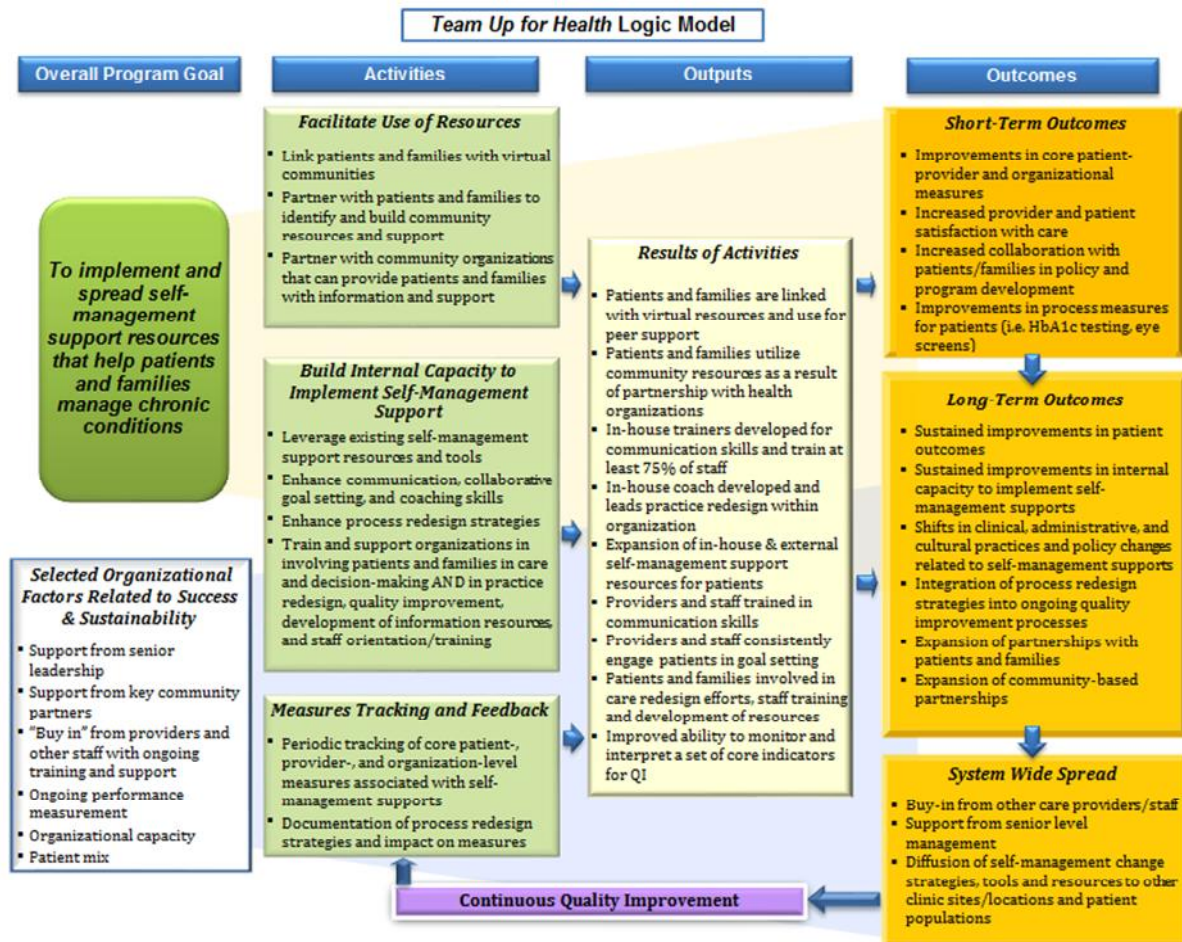 Team Up for Health Logic Model
Overall Program Goal
Activities
Outputs
Outcomes
To implement and
spread self-
management
support resources
that help patients
and families
manage chronic
conditions
Selected Organizational
Factors Related to Success
& Sustainability
▪ Support from senior
leadership
▪ Support from key community
partners
▪ "Buy in" from providers and
other staff with ongoing
training and support
▪ Ongoing performance
measurement
▪ Organizational capacity
▪ Patient mix
Facilitate Use of Resources
▪ Link patients and families with virtual
communities
▪ Partner with patients and families to
identify and build community
resources and support
▪ Partner with community organizations
that can provide patients and families
with information and support
Build Internal Capacity to
Implement Self-Management
Support
▪ Leverage existing self-management
support resources and tools
▪ Enhance communication, collaborative
goal setting, and coaching skills
▪ Enhance process redesign strategies
▪ Train and support organizations in
involving patients and families in care
and decision-making AND in practice
redesign, quality improvement,
development of information resources,
and staff orientation/training
Measures Tracking and Feedback
▪ Periodic tracking of core patient-,
provider-, and organization-level
measures associated with self-
management supports
▪ Documentation of process redesign
strategies and impact on measures
Results of Activities
▪ Patients and families are linked
with virtual resources and use for
peer support
▪ Patients and families utilize
community resources as a result
of partnership with health
organizations
▪ In-house trainers developed for
communication skills and train at
least 75% of staff
▪ In-house coach developed and
leads practice redesign within
organization
▪ Expansion of in-house & external
self-management support
resources for patients
▪ Providers and staff trained in
communication skills
▪ Providers and staff consistently
engage patients in goal setting
▪ Patients and families involved in
care redesign efforts, staff training
and development of resources
▪ Improved ability to monitor and
interpret a set of core indicators
for QI
Short-Term Outcomes
▪ Improvements in core patient-
provider and organizational
measures
▪ Increased provider and patient
satisfaction with care
▪ Increased collaboration with
patients/families in policy and
program development
▪ Improvements in process measures
for patients (i.e. HbA1c testing, eye
screens)
Long-Term Outcomes
▪ Sustained improvements in patient
outcomes
▪ Sustained improvements in internal
capacity to implement self-
management supports
▪ Shifts in clinical, administrative, and
cultural practices and policy changes
related to self-management supports
▪ Integration of process redesign
strategies into ongoing quality
improvement processes
▪ Expansion of partnerships with
patients and families
▪ Expansion of community-based
partnerships
System Wide Spread
▪ Buy-in from other care providers/staff
▪ Support from senior level
management
▪ Diffusion of self-management change
strategies, tools and resources to other
clinic sites/locations and patient
populations
Continuous Quality Improvement